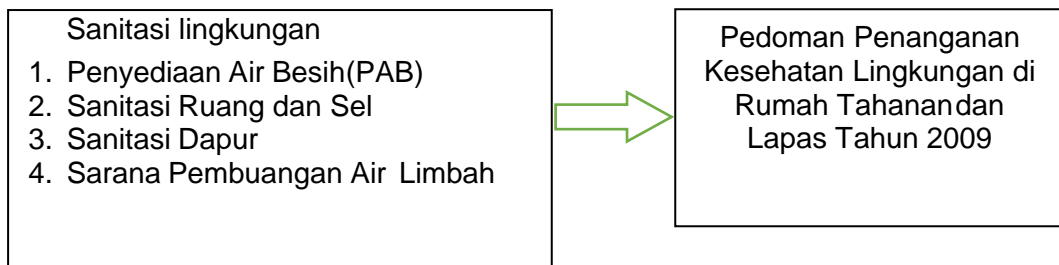 Sanitasi lingkungan
1. Penyediaan Air Besih(PAB)
2. Sanitasi Ruang dan Sel
3. Sanitasi Dapur
4. Sarana Pembuangan Air Limbah
Pedoman Penanganan
Kesehatan Lingkungan di
Rumah Tahanandan
Lapas Tahun 2009